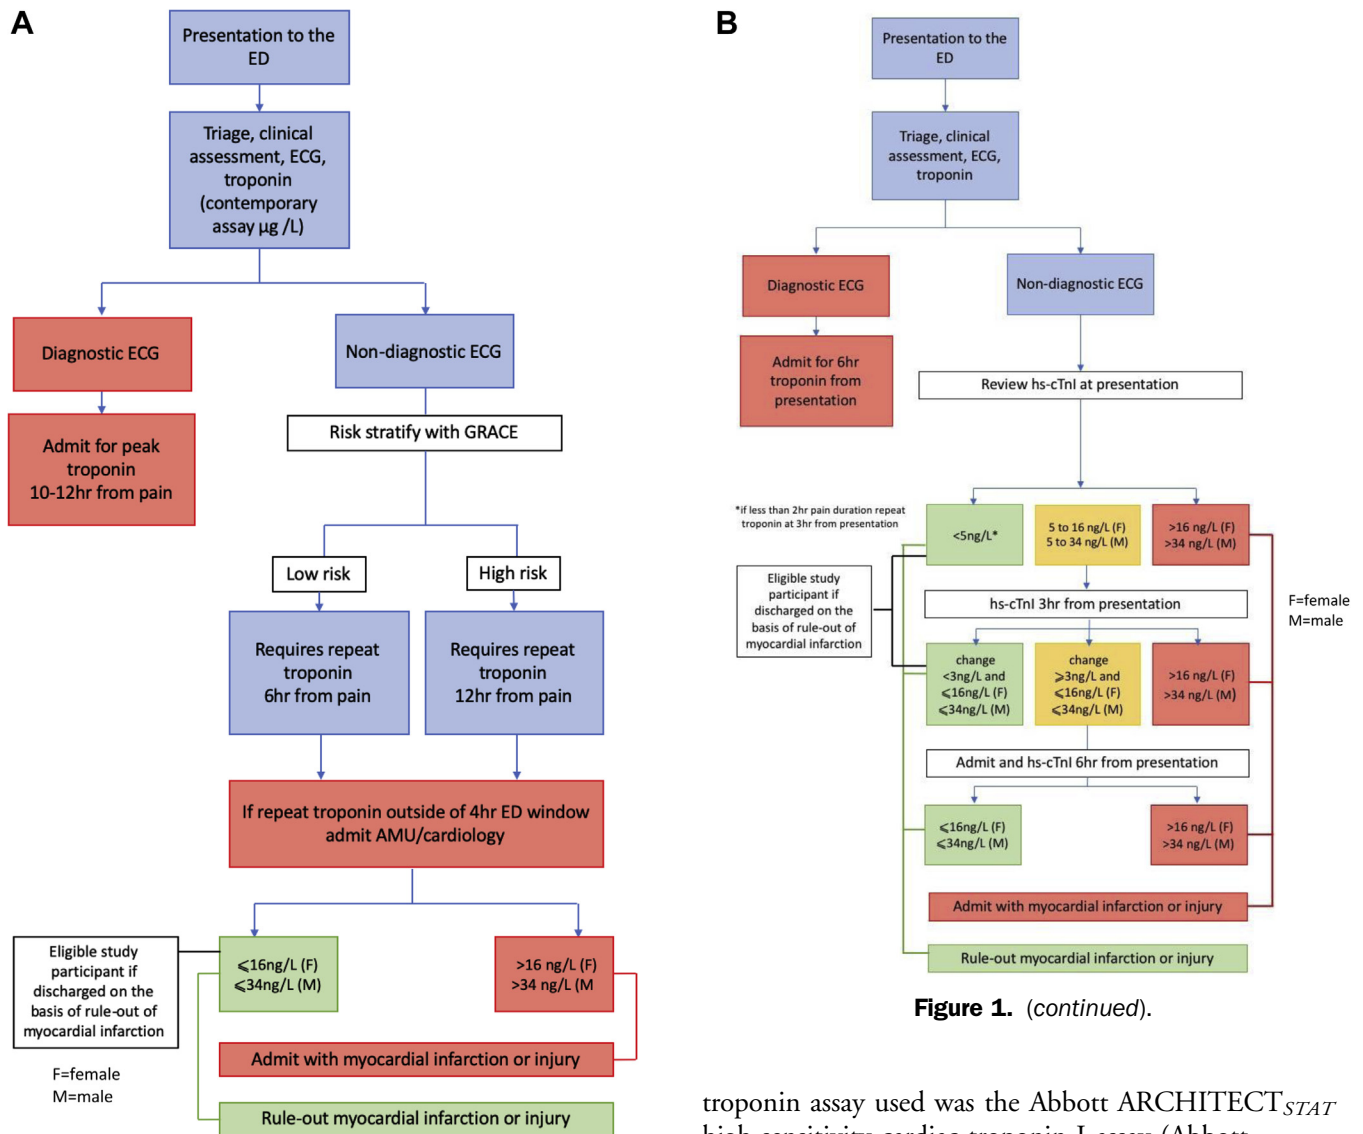 A
Presentation to the
ED
Triage, clinical
assessment, ECG,
troponin
(contemporary
assay µg /L)
Diagnostic ECG
Non-diagnostic ECG
Admit for peak
troponin
10-12hr from pain
Risk stratify with GRACE
Low risk
High risk
Requires repeat
troponin
6hr from pain
Requires repeat
troponin
12hr from pain
If repeat troponin outside of 4hr ED window
admit AMU/cardiology
Eligible study
participant if
discharged on the
basis of rule-out of
myocardial infarction
⩽16ng/L (F)
⩽34ng/L (M)
>16 ng/L (F)
>34 ng/L (M
Admit with myocardial infarction or injury
F=female
M=male
Rule-out myocardial infarction or injury
B
Presentation to the
ED
Triage, clinical
assessment, ECG,
troponin
Diagnostic ECG
Non-diagnostic ECG
Admit for 6hr
troponin from
presentation
Review hs-cTnI at presentation
*if less than 2hr pain duration repeat
troponin at 3hr from presentation
<5ng/L*
5 to 16 ng/L (F)
5 to 34 ng/L (M)
>16 ng/L (F)
>34 ng/L (M)
Eligible study
participant if
discharged on the
basis of rule-out of
myocardial infarction
hs-cTnI 3hr from presentation
F=female
M=male
change
<3ng/L and
⩽16ng/L (F)
⩽34ng/L (M)
change
⩾3ng/L and
⩽16ng/L (F)
⩽34ng/L (M)
>16 ng/L (F)
>34 ng/L (M)
Admit and hs-cTnI 6hr from presentation
⩽16ng/L (F)
⩽34ng/L (M)
>16 ng/L (F)
>34 ng/L (M)
Admit with myocardial infarction or injury
Rule-out myocardial infarction or injury
Figure 1. (continued).
troponin assay used was the Abbott ARCHITECTSTAT
high-sensitivity cardiac troponin I assay (Abbott